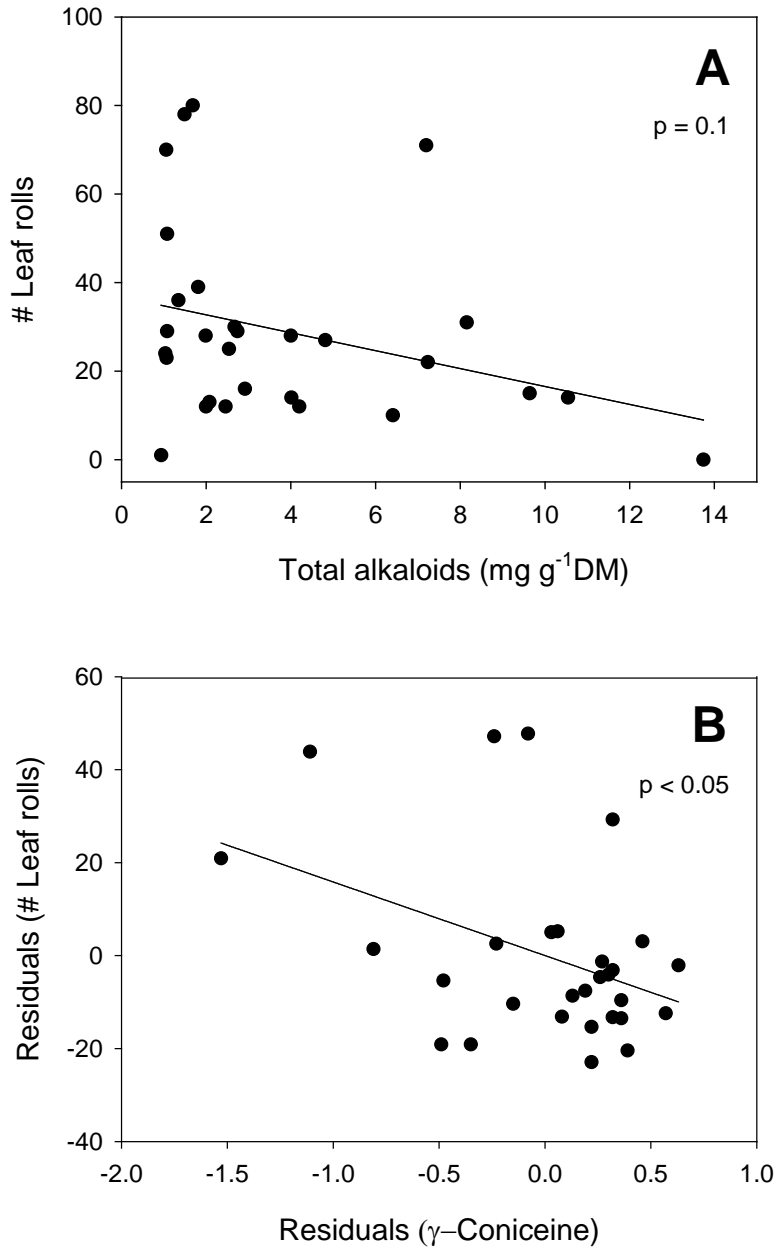 100
A
80
p = 0.1
60
# Leaf rolls
40
20
0
0 2 4 6 8 10 12 14
Total alkaloids (mg g-1DM)
60
B
40
p < 0.05
20
Residuals (# Leaf rolls)
0
-20
-40
-2.0 -1.5 -1.0 -0.5 0.0 0.5 1.0
Residuals (γ−Coniceine)